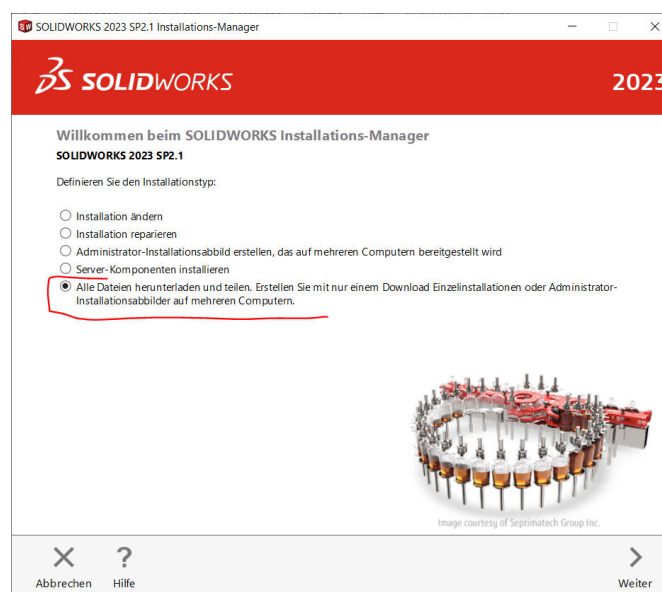 SOLIDWORKS 2023 SP2.1 Installations-Manager
SOLIDWORKS
2023
Willkommen beim SOLIDWORKS Installations-Manager
SOLIDWORKS 2023 SP2.1
Definieren Sie den Installationstyp:
Installation ändern
Installation reparieren
Administrator-Installationsabbild erstellen, das auf mehreren Computern bereitgestellt wird
Server-Komponenten installieren
Alle Dateien herunterladen und teilen. Erstellen Sie mit nur einem Download Einzelinstallationen oder Administrator-
Installationsabbilder auf mehreren Computern.
Image courtesy of Septimatech Group Inc.
Abbrechen Hilfe Weiter